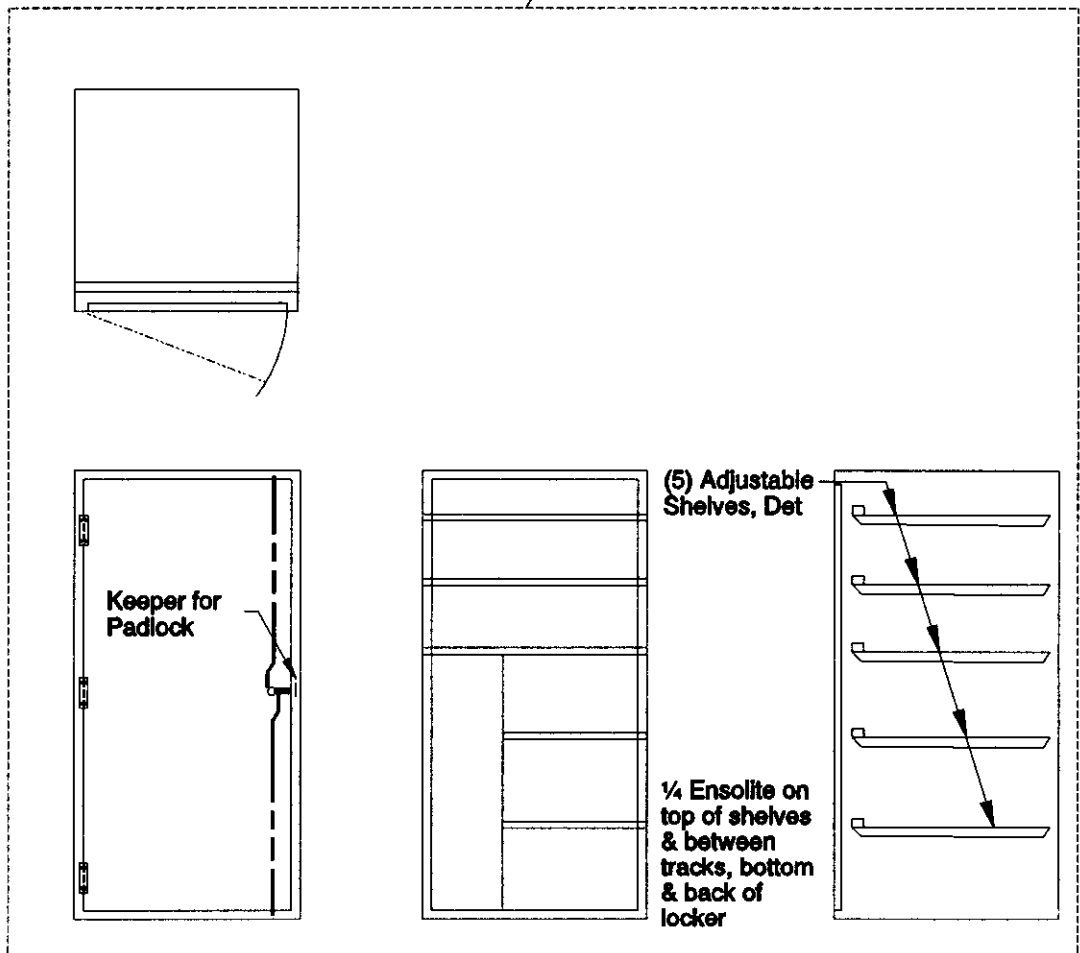 (5) Adjustable
Shelves, Det
Keeper for
Padlock
¼ Ensolite on
top of shelves
& between
tracks, bottom
& back of
locker